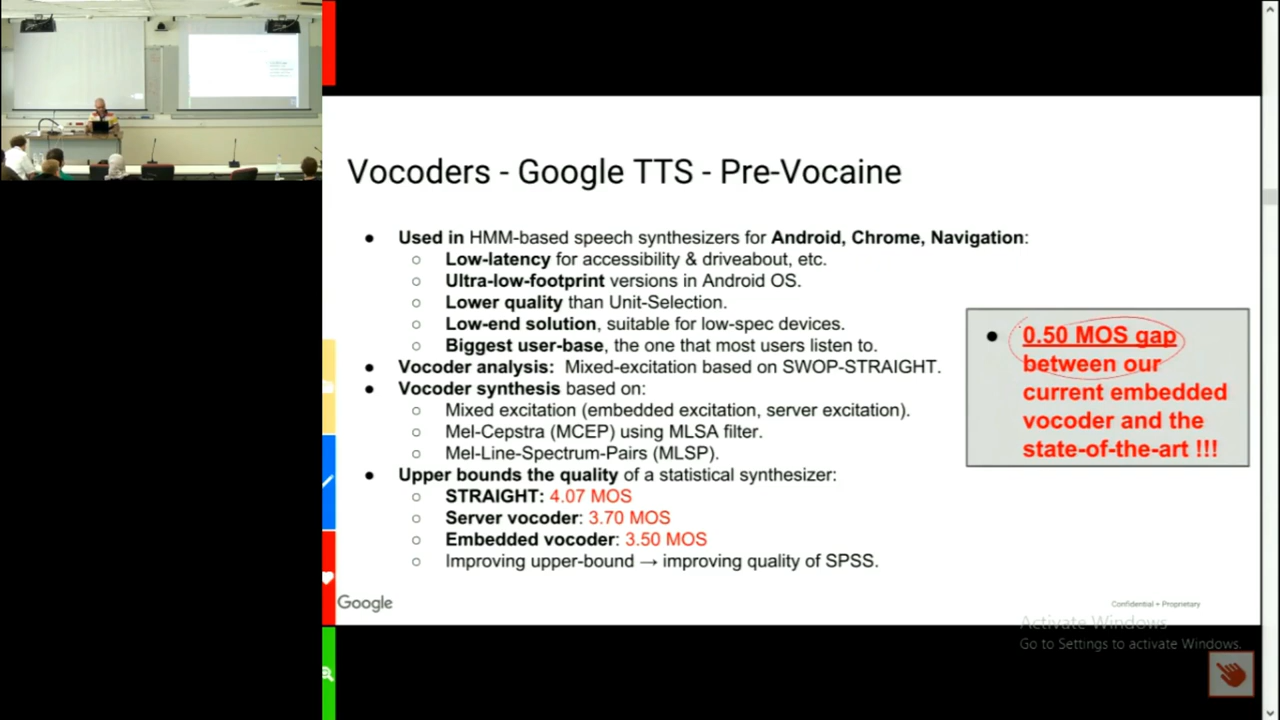 Vocoders - Google TTS - Pre-Vocaine
● Used in HMM-based speech synthesizers for Android, Chrome, Navigation:
○ Low-latency for accessibility & driveabout, etc.
○ Ultra-low-footprint versions in Android OS.
○ Lower quality than Unit-Selection.
○ Low-end solution, suitable for low-spec devices.
○ Biggest user-base, the one that most users listen to.
● Vocoder analysis: Mixed-excitation based on SWOP-STRAIGHT.
● Vocoder synthesis based on:
○ Mixed excitation (embedded excitation, server excitation).
○ Mel-Cepstra (MCEP) using MLSA filter.
○ Mel-Line-Spectrum-Pairs (MLSP).
● Upper bounds the quality of a statistical synthesizer:
○ STRAIGHT: 4.07 MOS
○ Server vocoder: 3.70 MOS
○ Embedded vocoder: 3.50 MOS
○ Improving upper-bound → improving quality of SPSS.
● 0.50 MOS gap
between our
current embedded
vocoder and the
state-of-the-art !!!
Google
Confidential + Proprietary
Activate Windows
Go to Settings to activate Windows.